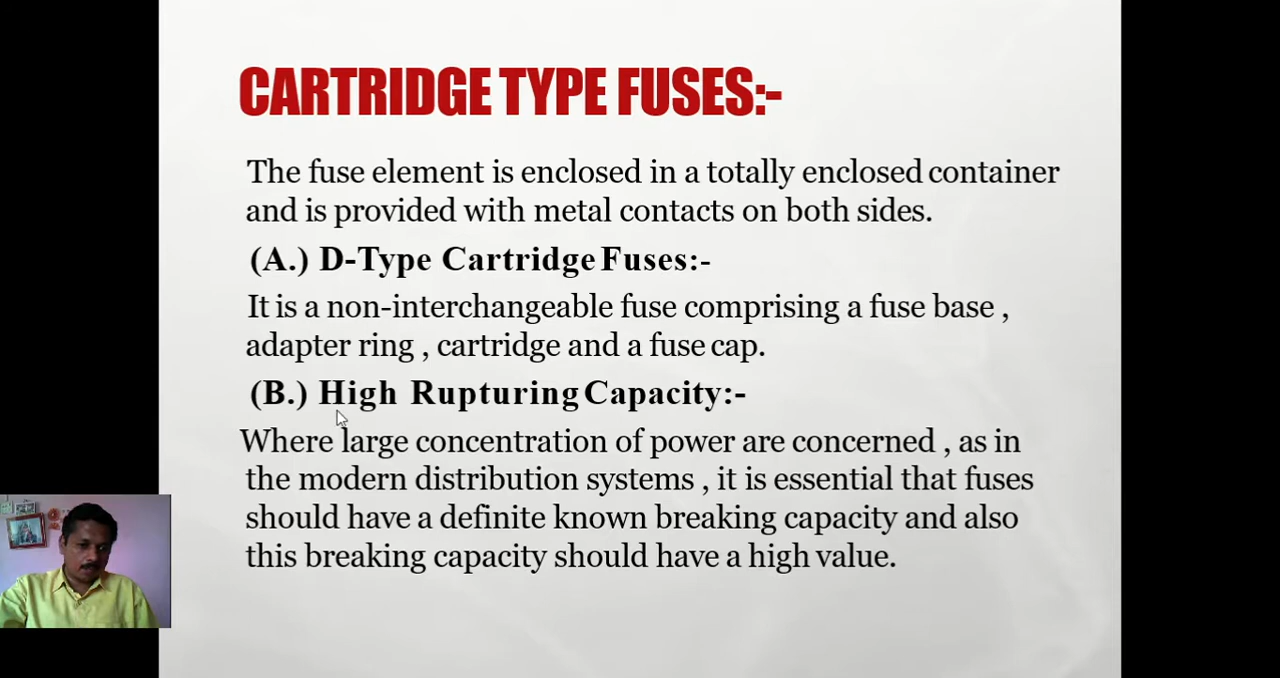 CARTRIDGE TYPE FUSES:-
The fuse element is enclosed in a totally enclosed container
and is provided with metal contacts on both sides.
(A.) D-Type Cartridge Fuses:-
It is a non-interchangeable fuse comprising a fuse base ,
adapter ring , cartridge and a fuse cap.
(B.) High Rupturing Capacity:-
Where large concentration of power are concerned , as in
the modern distribution systems , it is essential that fuses
should have a definite known breaking capacity and also
this breaking capacity should have a high value.